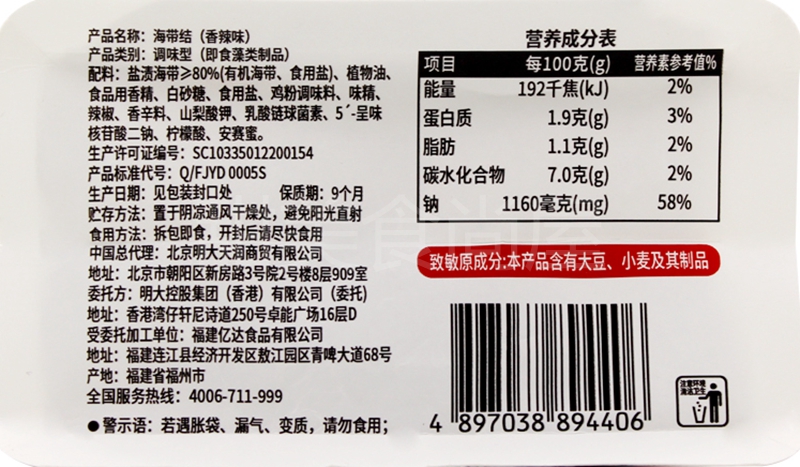 产品名称：海带结（香辣味）
产品类别：调味型（即食藻类制品）
配料：盐渍海带≥80%(有机海带、食用盐)、植物油、
食品用香精、白砂糖、食用盐、鸡粉调味料、味精、
辣椒、香辛料、山梨酸钾、乳酸链球菌素、5´-呈味
核苷酸二钠、柠檬酸、安赛蜜。
生产许可证编号：SC10335012200154
产品标准代号：Q/FJYD 0005S
生产日期：见包装封口处 保质期：9个月
贮存方法：置于阴凉通风干燥处，避免阳光直射
食用方法：拆包即食，开封后请尽快食用
中国总代理：北京明大天润商贸有限公司
地址：北京市朝阳区新房路3号院2号楼8层909室
委托方：明大控股集团（香港）有限公司（委托）
地址：香港湾仔轩尼诗道250号卓能广场16层D
受委托加工单位：福建亿达食品有限公司
地址：福建连江县经济开发区敖江园区青啤大道68号
产地：福建省福州市
全国服务热线：4006-711-999
●警示语：若遇胀袋、漏气、变质，请勿食用；
营养成分表
项目 每100克(g) 营养素参考值%
能量 192千焦(kJ) 2%
蛋白质 1.9克(g) 3%
脂肪 1.1克(g) 2%
碳水化合物 7.0克(g) 2%
钠 1160毫克(mg) 58%
致敏原成分:本产品含有大豆、小麦及其制品
4 897038 894406
注意环境
清洁卫生